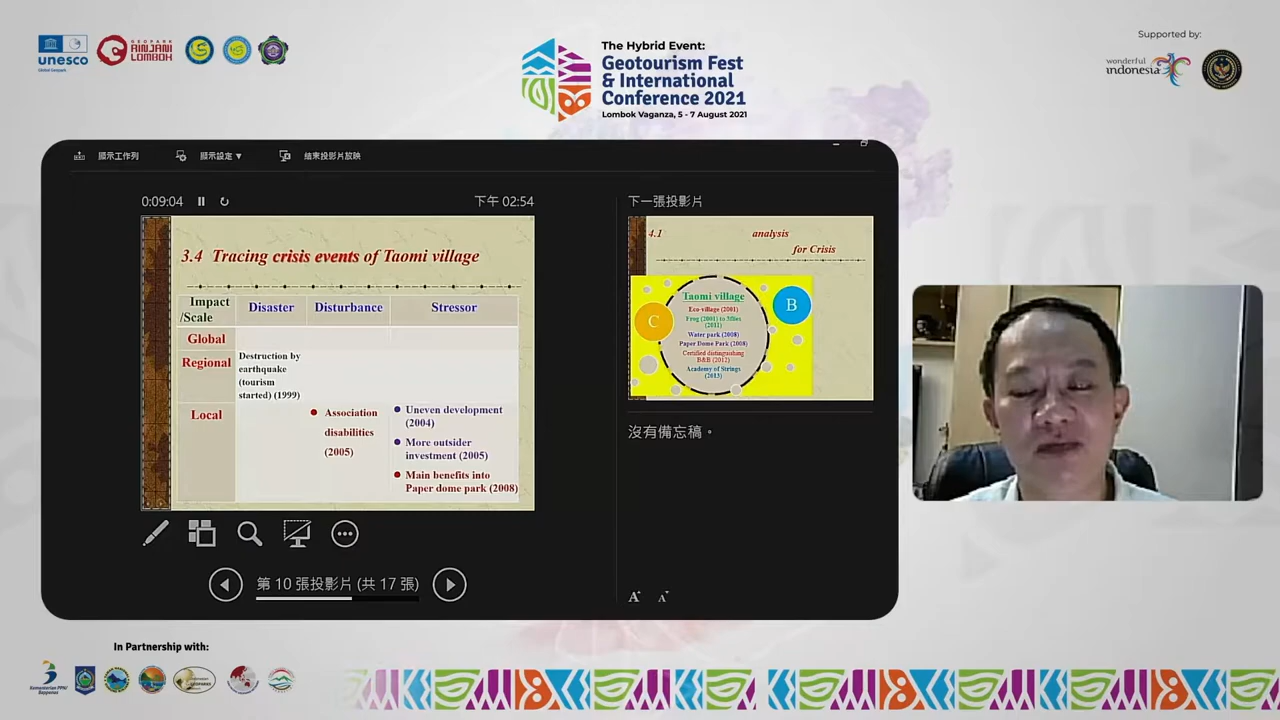 unesco
Global Geopark
GEOPARK
RINJANI
LOMBOK
The Hybrid Event:
Geotourism Fest
& International
Conference 2021
Lombok Vaganza, 5 - 7 August 2021
Supported by:
wonderful
indonesia
顯示工作列
顯示設定 ▼
結束投影片放映
0:09:04
下午 02:54
3.4 Tracing crisis events of Taomi village
Impact
/Scale
Disaster
Disturbance
Stressor
Global
Regional
Destruction by
earthquake
(tourism
started) (1999)
Local
Association
disabilities
(2005)
Uneven development
(2004)
More outsider
investment (2005)
Main benefits into
Paper dome park (2008)
第 10 張投影片 (共 17 張)
下一張投影片
4.1 analysis
for Crisis
C
B
Taomi village
Eco-village (2001)
Frog (2001) to 3flies
(2011)
Water park (2008)
Paper Dome Park (2008)
Certified distinguishing
B&B (2012)
Academy of Strings
(2013)
沒有備忘稿。
A A
In Partnership with:
Kementerian PPN/
Bappenas